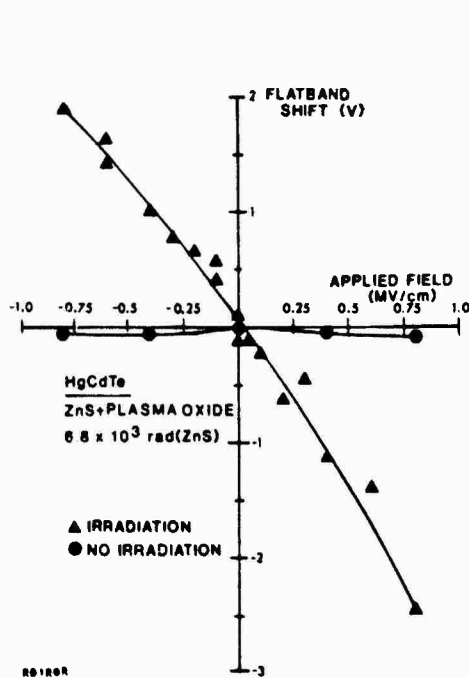 2 FLATBAND
SHIFT (V)
1
APPLIED FIELD
(MV/cm)
-1.0 -0.75 -0.5 -0.25 0.25 0.50 0.75 1.0
HgCdTe
ZnS+PLASMA OXIDE
6.8 x 10³ rad(ZnS)
-1
▲ IRRADIATION
● NO IRRADIATION
-2
-3